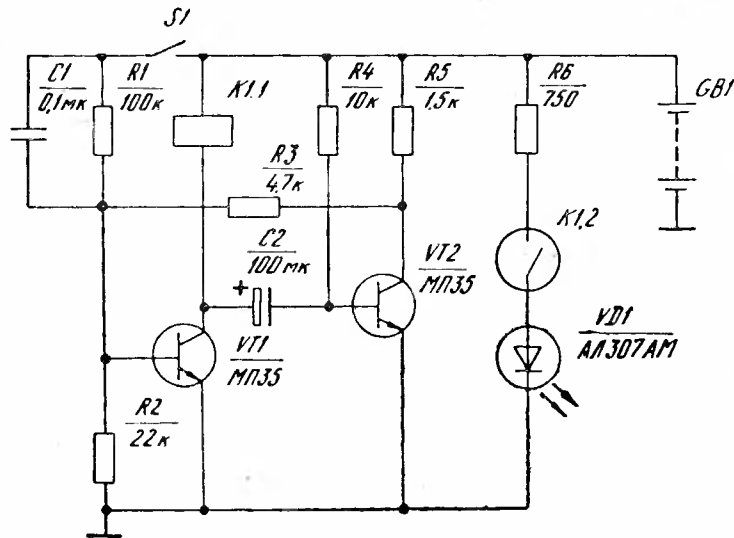 S1
C1
0,1мк
R1
100к
K1.1
R4
10к
R5
1,5к
R6
750
GB1
R3
4,7к
K1.2
C2
100мк
+
VT2
МП35
VD1
АЛ307АМ
VT1
МП35
R2
22к